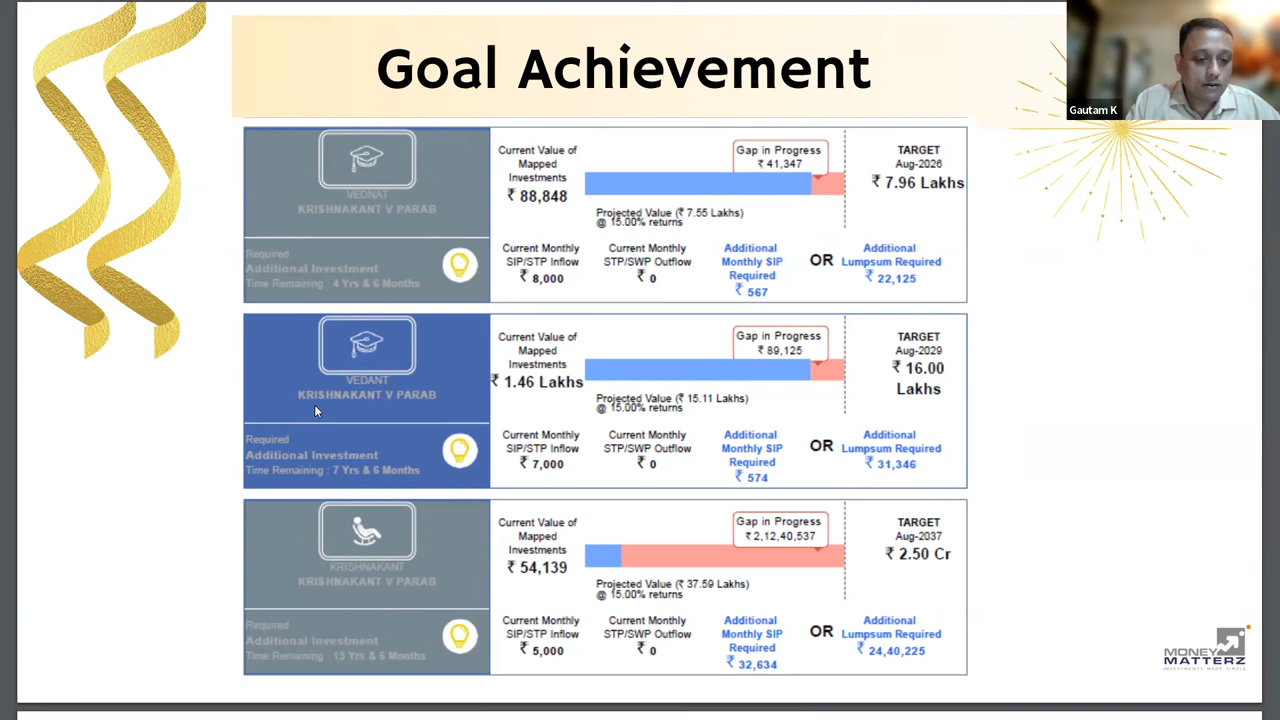 Goal Achievement
Gautam K
VEDNAT
KRISHNAKANT V PARAB
Required
Additional Investment
Time Remaining : 4 Yrs & 6 Months
Current Value of
Mapped
Investments
₹ 88,848
Gap in Progress
₹ 41,347
Projected Value (₹ 7.55 Lakhs)
@ 15.00% returns
TARGET
Aug-2026
₹ 7.96 Lakhs
Current Monthly
SIP/STP Inflow
₹ 8,000
Current Monthly
STP/SWP Outflow
₹ 0
Additional
Monthly SIP
Required
₹ 567
OR
Additional
Lumpsum Required
₹ 22,125
VEDANT
KRISHNAKANT V PARAB
Required
Additional Investment
Time Remaining : 7 Yrs & 6 Months
Current Value of
Mapped
Investments
₹ 1.46 Lakhs
Gap in Progress
₹ 89,125
Projected Value (₹ 15.11 Lakhs)
@ 15.00% returns
TARGET
Aug-2029
₹ 16.00
Lakhs
Current Monthly
SIP/STP Inflow
₹ 7,000
Current Monthly
STP/SWP Outflow
₹ 0
Additional
Monthly SIP
Required
₹ 574
OR
Additional
Lumpsum Required
₹ 31,346
KRISHNAKANT
KRISHNAKANT V PARAB
Required
Additional Investment
Time Remaining : 15 Yrs & 6 Months
Current Value of
Mapped
Investments
₹ 54,139
Gap in Progress
₹ 2,12,40,537
Projected Value (₹ 37.59 Lakhs)
@ 15.00% returns
TARGET
Aug-2037
₹ 2.50 Cr
Current Monthly
SIP/STP Inflow
₹ 5,000
Current Monthly
STP/SWP Outflow
₹ 0
Additional
Monthly SIP
Required
₹ 32,634
OR
Additional
Lumpsum Required
₹ 24,40,225
MONEY
MATTERZ
INVESTMENTS MADE SIMPLE